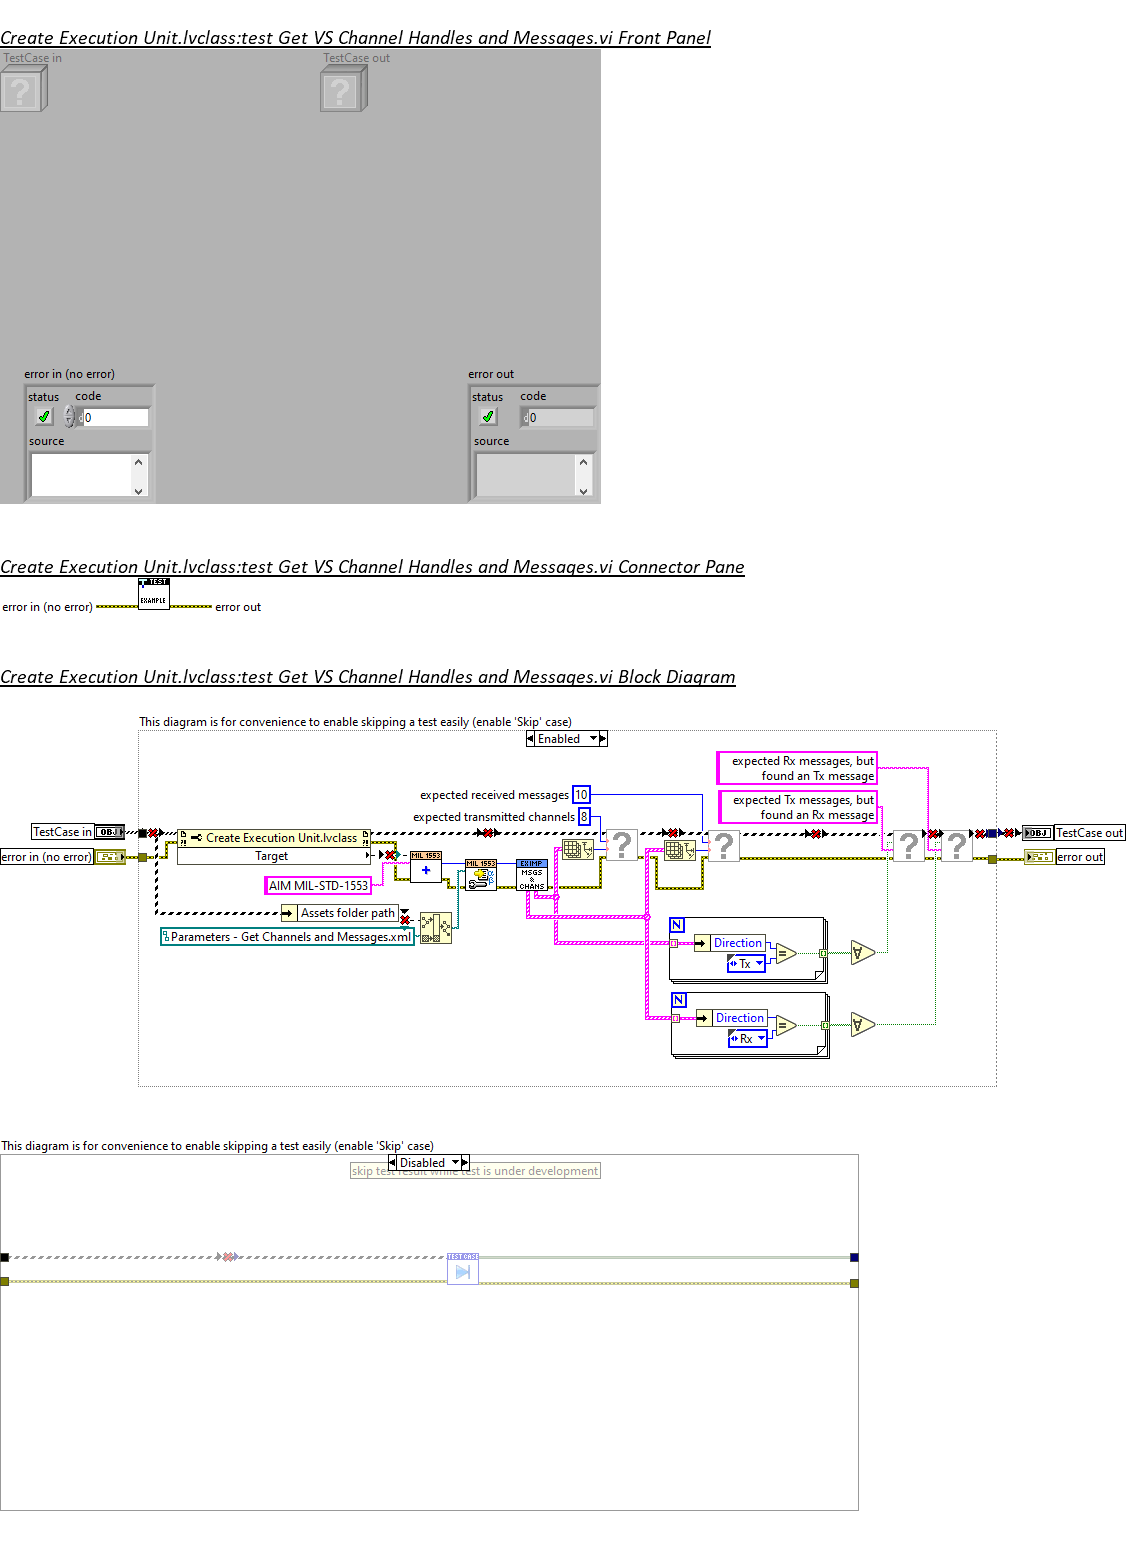 Create Execution Unit.lvclass:test Get VS Channel Handles and Messages.vi Front Panel
TestCase in
TestCase out
error in (no error)
status
code
0
source
error out
status
code
0
source
Create Execution Unit.lvclass:test Get VS Channel Handles and Messages.vi Connector Pane
TEST
EXAMPLE
error in (no error)
error out
Create Execution Unit.lvclass:test Get VS Channel Handles and Messages.vi Block Diagram
This diagram is for convenience to enable skipping a test easily (enable 'Skip' case)
Enabled
expected Rx messages, but
found an Tx message
expected received messages
10
expected Tx messages, but
found an Rx message
expected transmitted channels
8
TestCase in
OBJ
Create Execution Unit.lvclass
Target
error in (no error)
OBJ
TestCase out
error out
MIL 1553
MIL 1553
EX IMP
MSGS
&
CHANS
AIM MIL-STD-1553
Assets folder path
Parameters - Get Channels and Messages.xml
N
Direction
Tx
N
Direction
Rx
This diagram is for convenience to enable skipping a test easily (enable 'Skip' case)
Disabled
skip test result while test is under development
TEST CASE